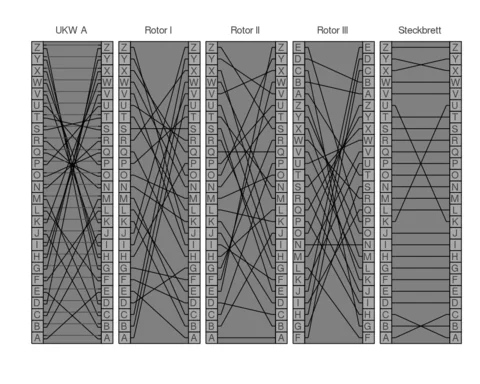 UKW A Rotor I Rotor II Rotor III Steckbrett
Z Z Z Z Z Z E E Z Z
Y Y Y Y Y Y D D Y Y
X X X X X X C C X X
W W W W W W B B W W
V V V V V V A A V V
U U U U U U Z Z U U
T T T T T T Y Y T T
S S S S S S X X S S
R R R R R R W W R R
Q Q Q Q Q Q V V Q Q
P P P P P P U U P P
O O O O O O T T O O
N N N N N N S S N N
M M M M M M R R M M
L L L L L L Q Q L L
K K K K K K P P K K
J J J J J J O O J J
I I I I I I N N I I
H H H H H H M M H H
G G G G G G L L G G
F F F F F F K K F F
E E E E E E J J E E
D D D D D D I I D D
C C C C C C H H C C
B B B B B B G G B B
A A A A A A F F A A